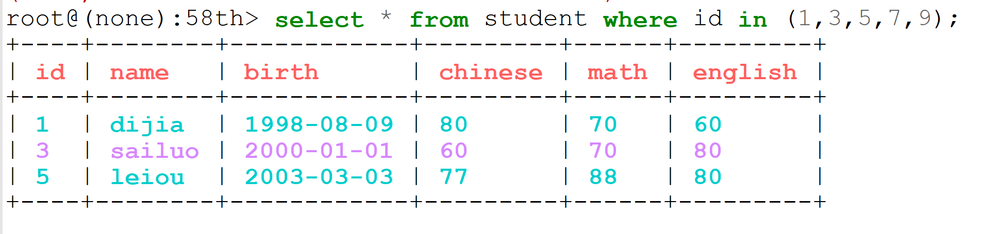 root@(none):58th> select * from student where id in (1,3,5,7,9);
+----+--------+------------+---------+------+---------+
| id | name   | birth      | chinese | math | english |
+----+--------+------------+---------+------+---------+
| 1  | dijia  | 1998-08-09 | 80      | 70   | 60      |
| 3  | sailuo | 2000-01-01 | 60      | 70   | 80      |
| 5  | leiou  | 2003-03-03 | 77      | 88   | 80      |
+----+--------+------------+---------+------+---------+